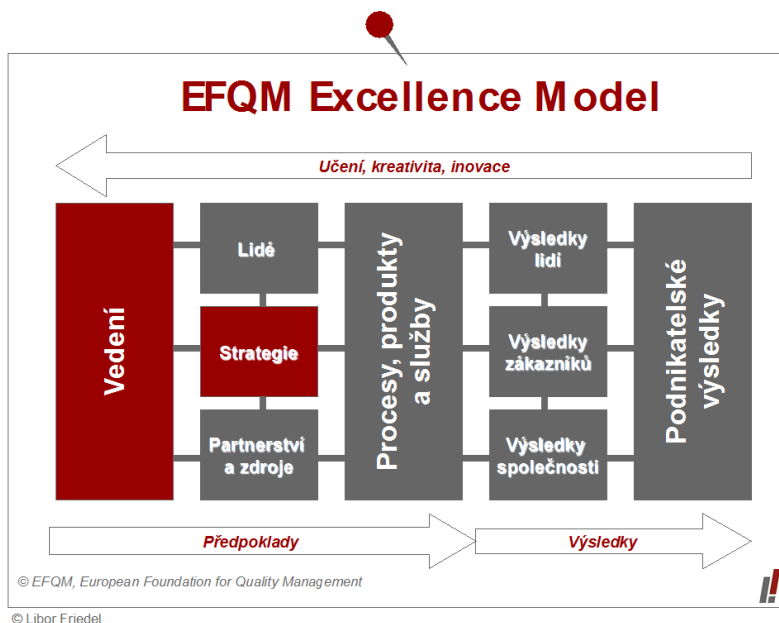 EFQM Excellence Model
Učení, kreativita, inovace
Vedení
Lidé
Strategie
Partnerství
a zdroje
Procesy, produkty
a služby
Výsledky
lidí
Výsledky
zákazníků
Výsledky
společnosti
Podnikatelské
výsledky
Předpoklady
Výsledky
© EFQM, European Foundation for Quality Management
© Libor Friedel